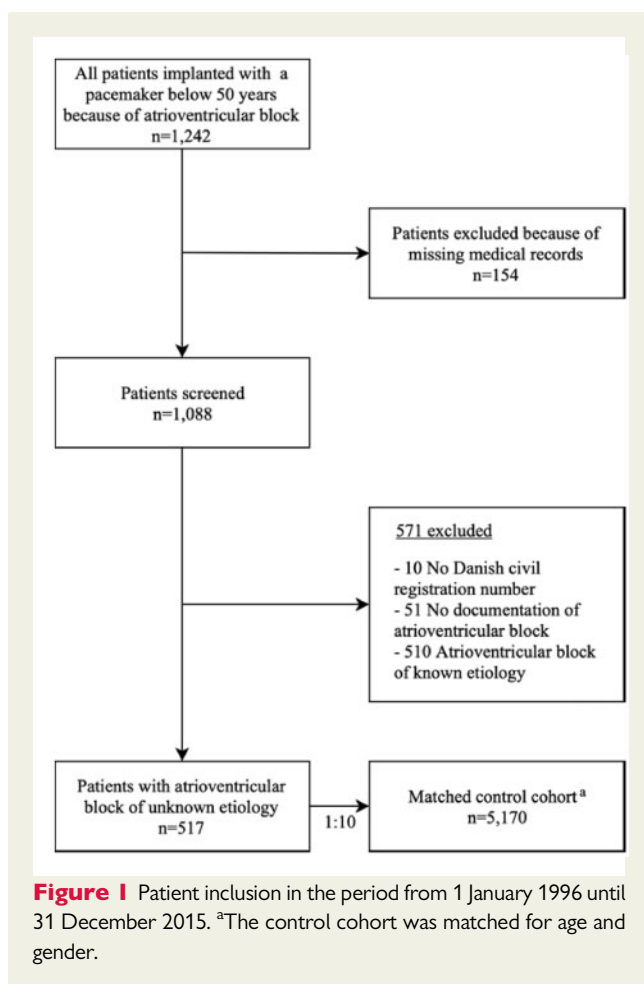 All patients implanted with a
pacemaker below 50 years
because of atrioventricular block
n=1,242
Patients excluded because of
missing medical records
n=154
Patients screened
n=1,088
571 excluded
- 10 No Danish civil
registration number
- 51 No documentation of
atrioventricular block
- 510 Atrioventricular block
of known etiology
Patients with atrioventricular
block of unknown etiology
n=517
1:10
Matched control cohort a
n=5,170
Figure 1 Patient inclusion in the period from 1 January 1996 until
31 December 2015. aThe control cohort was matched for age and
gender.